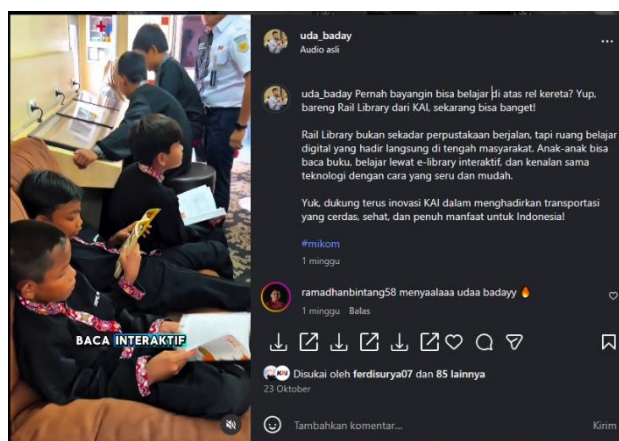 uda_baday
Audio asli
uda_baday Pernah bayangin bisa belajar di atas rel kereta? Yup,
bareng Rail Library dari KAI, sekarang bisa banget!
Rail Library bukan sekadar perpustakaan berjalan, tapi ruang belajar
digital yang hadir langsung di tengah masyarakat. Anak-anak bisa
baca buku, belajar lewat e-library interaktif, dan kenalan sama
teknologi dengan cara yang seru dan mudah.
Yuk, dukung terus inovasi KAI dalam menghadirkan transportasi
yang cerdas, sehat, dan penuh manfaat untuk Indonesia!
#mikom
1 minggu
ramadhanbintang58 menyaalaaa udaa badayy 🔥
1 minggu Balas
BACA INTERAKTIF
Disukai oleh ferdisurya07 dan 85 lainnya
23 Oktober
Tambahkan komentar...
Kirim